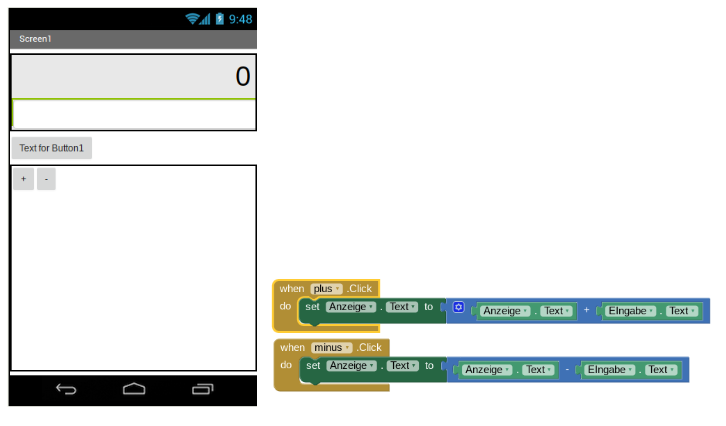 9:48
Screen1
0
Text for Button1
+ -
when plus .Click
do set Anzeige . Text to Anzeige . Text + EIngabe . Text
when minus .Click
do set Anzeige . Text to Anzeige . Text - EIngabe . Text